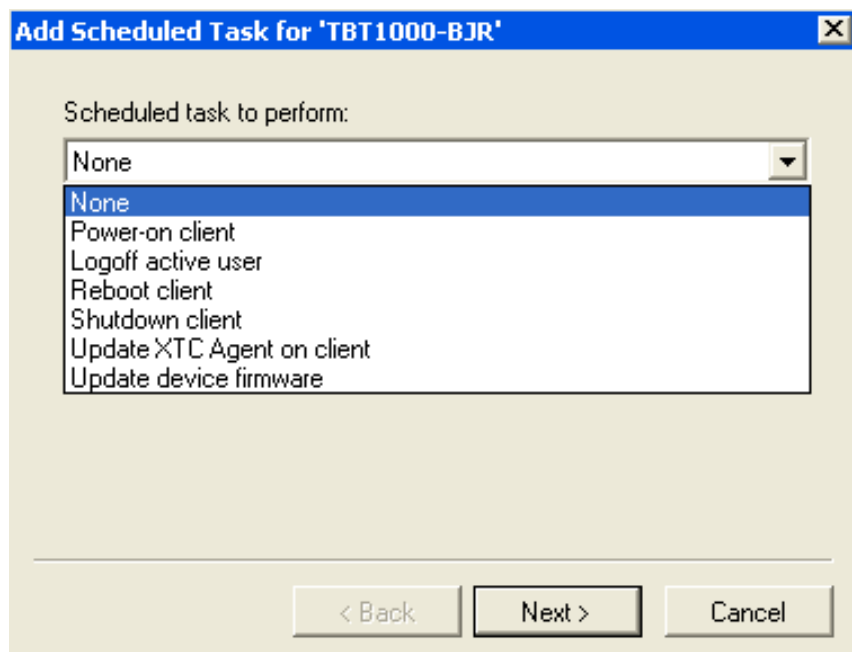 Add Scheduled Task for 'TBT1000-BJR'
Scheduled task to perform:
None
None
Power-on client
Logoff active user
Reboot client
Shutdown client
Update XTC Agent on client
Update device firmware
< Back Next > Cancel